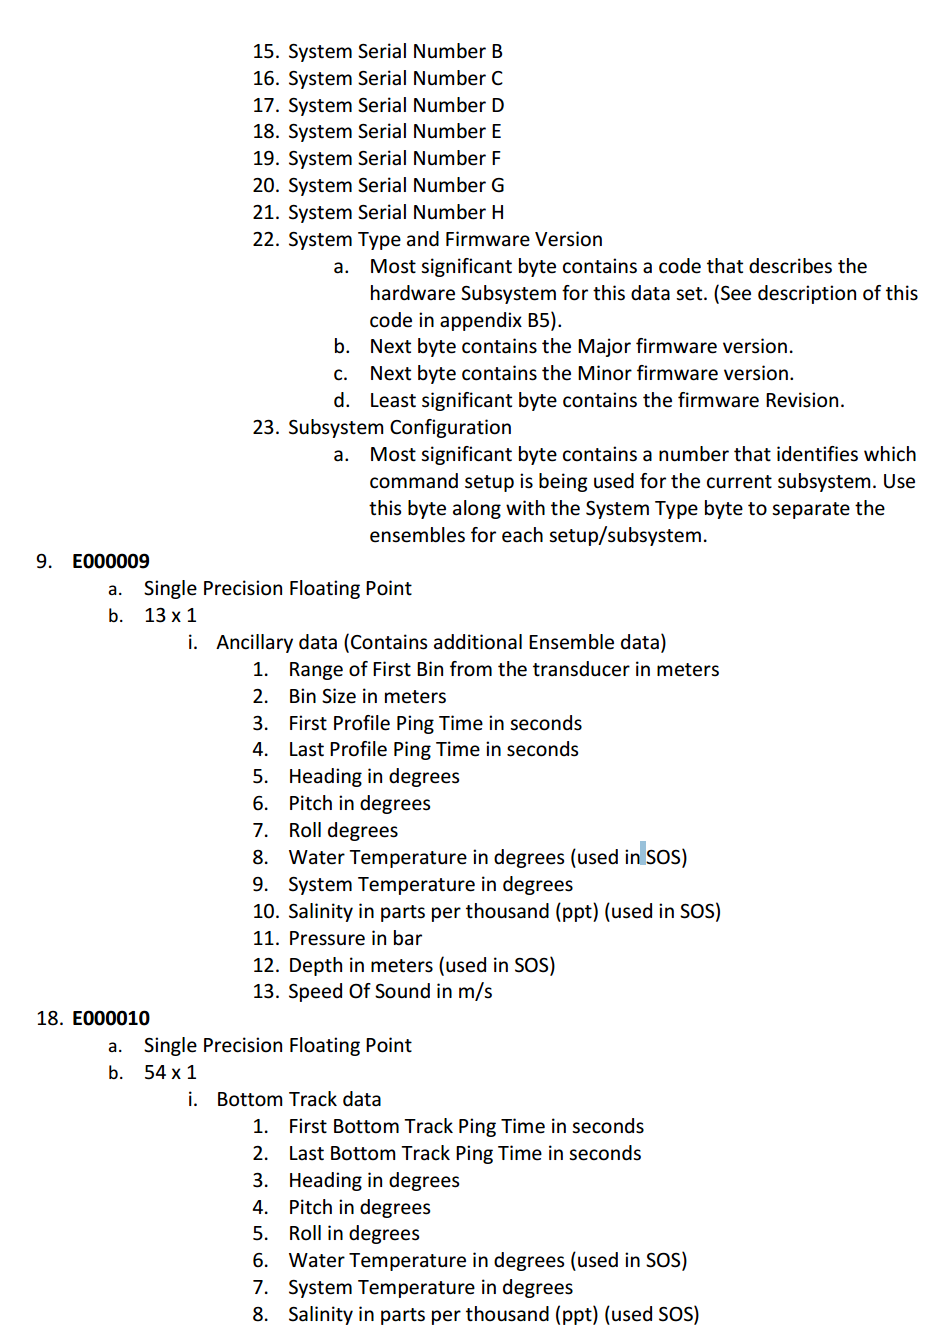 15. System Serial Number B
16. System Serial Number C
17. System Serial Number D
18. System Serial Number E
19. System Serial Number F
20. System Serial Number G
21. System Serial Number H
22. System Type and Firmware Version
a. Most significant byte contains a code that describes the
hardware Subsystem for this data set. (See description of this
code in appendix B5).
b. Next byte contains the Major firmware version.
c. Next byte contains the Minor firmware version.
d. Least significant byte contains the firmware Revision.
23. Subsystem Configuration
a. Most significant byte contains a number that identifies which
command setup is being used for the current subsystem. Use
this byte along with the System Type byte to separate the
ensembles for each setup/subsystem.
9. E000009
a. Single Precision Floating Point
b. 13 x 1
i. Ancillary data (Contains additional Ensemble data)
1. Range of First Bin from the transducer in meters
2. Bin Size in meters
3. First Profile Ping Time in seconds
4. Last Profile Ping Time in seconds
5. Heading in degrees
6. Pitch in degrees
7. Roll degrees
8. Water Temperature in degrees (used in SOS)
9. System Temperature in degrees
10. Salinity in parts per thousand (ppt) (used in SOS)
11. Pressure in bar
12. Depth in meters (used in SOS)
13. Speed Of Sound in m/s
18. E000010
a. Single Precision Floating Point
b. 54 x 1
i. Bottom Track data
1. First Bottom Track Ping Time in seconds
2. Last Bottom Track Ping Time in seconds
3. Heading in degrees
4. Pitch in degrees
5. Roll in degrees
6. Water Temperature in degrees (used in SOS)
7. System Temperature in degrees
8. Salinity in parts per thousand (ppt) (used SOS)